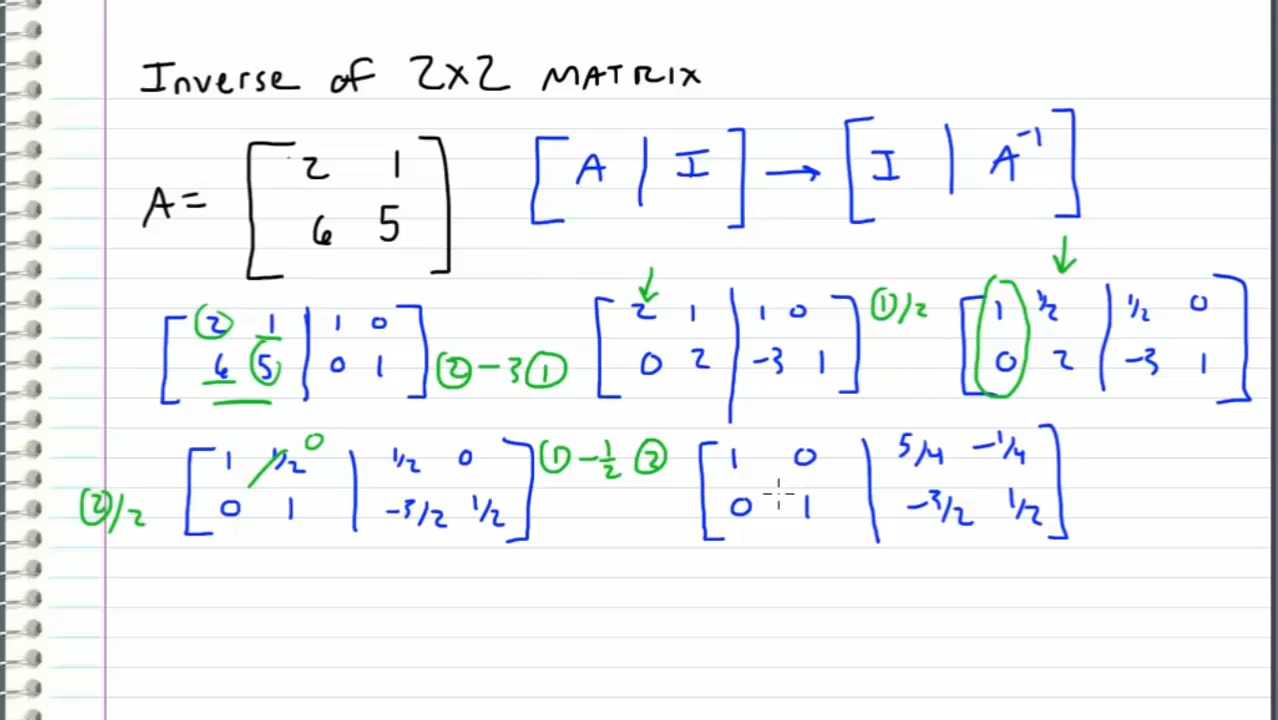 Inverse of 2x2 MATRIX
A = [ 2 1 [ A | I ] → [ I | A⁻¹ ]
6 5 ]
[ 2 1 | 1 0 [ 2 1 | 1 0 ①/2 [ 1 1/2 | 1/2 0
6 5 | 0 1 ] ② - 3① 0 2 | -3 1 ] 0 2 | -3 1 ]
[ 1 1/2 0 | 1/2 0 ① - 1/2 ② [ 1 0 | 5/4 -1/4
②/2 0 1 | -3/2 1/2 ] 0 1 | -3/2 1/2 ]